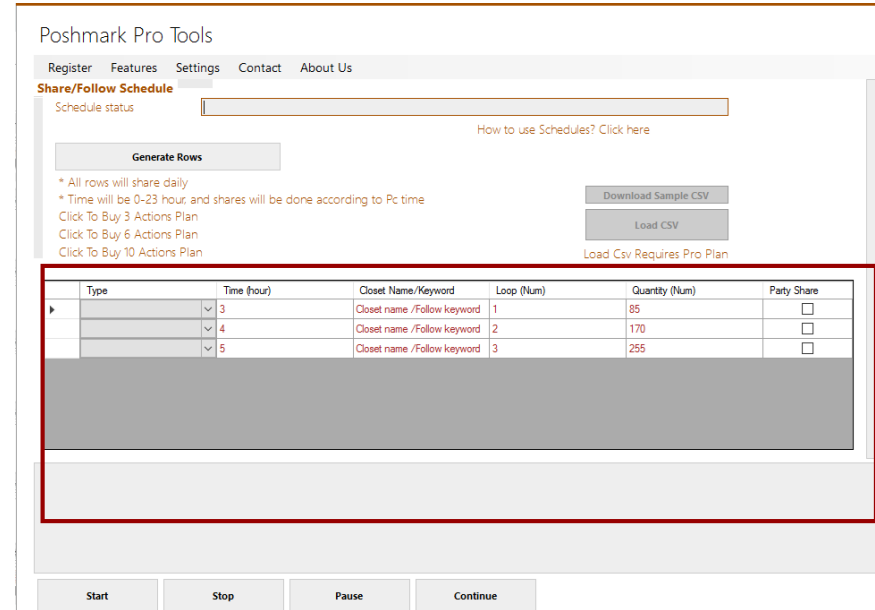 Poshmark Pro Tools
Register Features Settings Contact About Us
Share/Follow Schedule
Schedule status
How to use Schedules? Click here
Generate Rows
* All rows will share daily
* Time will be 0-23 hour, and shares will be done according to Pc time
Click To Buy 3 Actions Plan
Click To Buy 6 Actions Plan
Click To Buy 10 Actions Plan
Download Sample CSV
Load CSV
Load Csv Requires Pro Plan
Type Time (hour) Closet Name/Keyword Loop (Num) Quantity (Num) Party Share
3 Closet name /Follow keyword 1 85
4 Closet name /Follow keyword 2 170
5 Closet name /Follow keyword 3 255
Start Stop Pause Continue